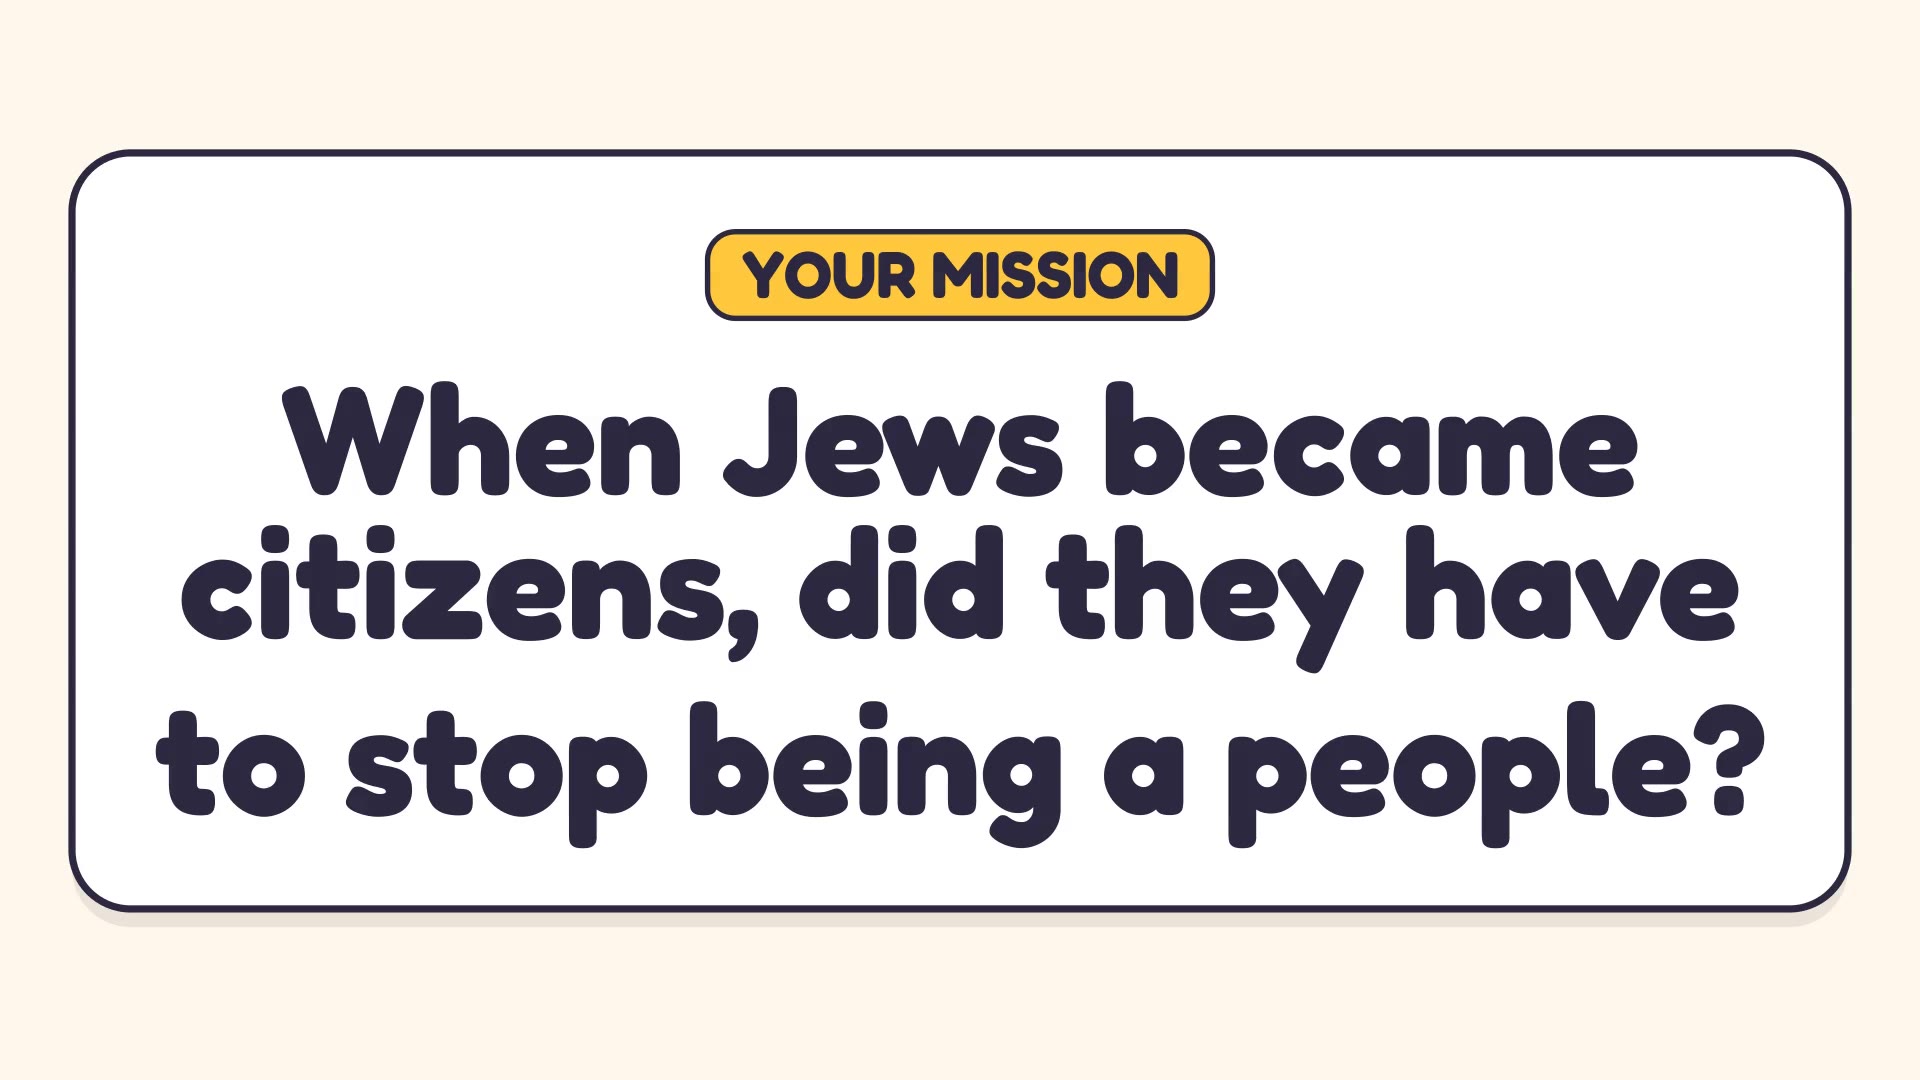 YOUR MISSION
When Jews became
citizens, did they have
to stop being a people?